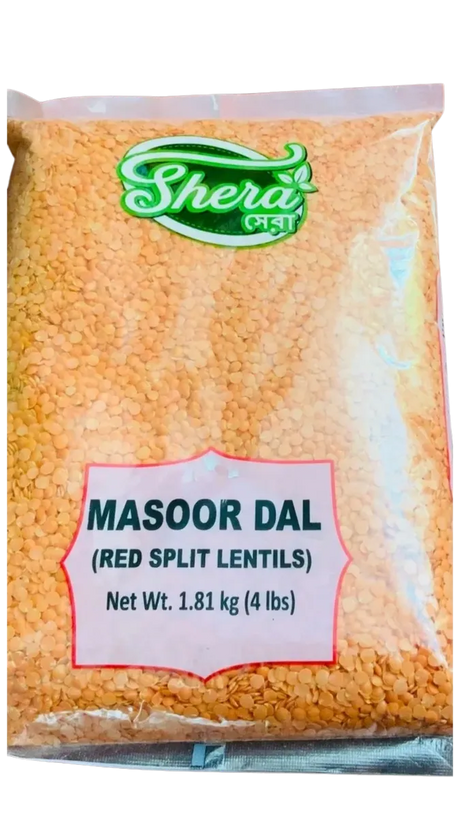 Shera
সেরা
MASOOR DAL
(RED SPLIT LENTILS)
Net Wt. 1.81 kg (4 lbs)